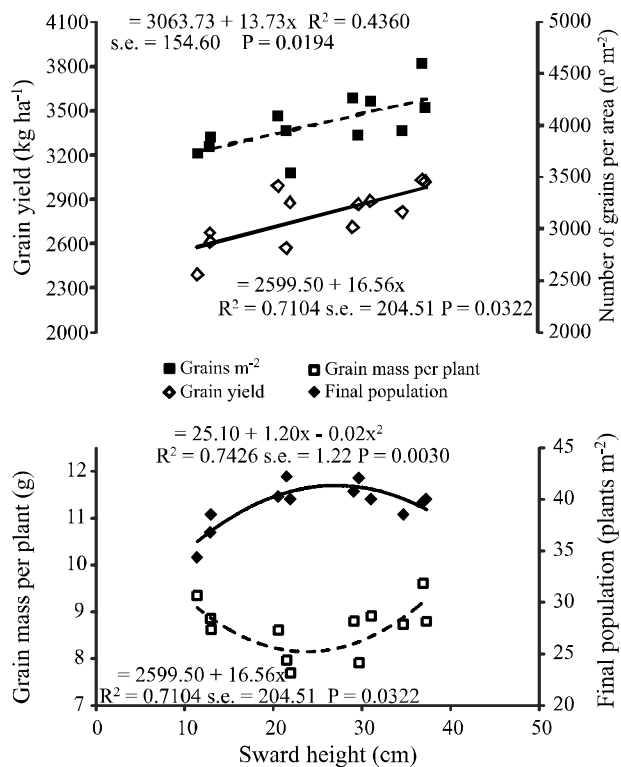 = 3063.73 + 13.73x R² = 0.4360
s.e. = 154.60 P = 0.0194
4100
3800
3500
3200
2900
2600
2300
2000
Grain yield (kg ha⁻¹)
5000
4500
4000
3500
3000
2500
2000
Number of grains per area (nº m⁻²)
= 2599.50 + 16.56x
R² = 0.7104 s.e. = 204.51 P = 0.0322
Grains m⁻²
Grain mass per plant
Grain yield
Final population
= 25.10 + 1.20x - 0.02x²
R² = 0.7426 s.e. = 1.22 P = 0.0030
12
11
10
9
8
7
Grain mass per plant (g)
45
40
35
30
25
20
Final population (plants m⁻²)
= 2599.50 + 16.56x
R² = 0.7104 s.e. = 204.51 P = 0.0322
0 10 20 30 40 50
Sward height (cm)